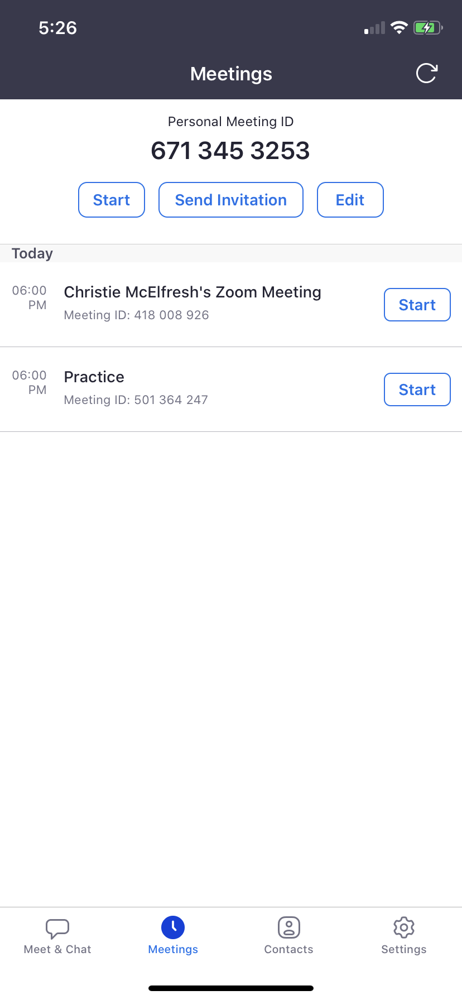 5:26
Meetings
Personal Meeting ID
671 345 3253
Start Send Invitation Edit
Today
06:00 PM
Christie McElfresh's Zoom Meeting
Meeting ID: 418 008 926
Start
06:00 PM
Practice
Meeting ID: 501 364 247
Start
Meet & Chat Meetings Contacts Settings